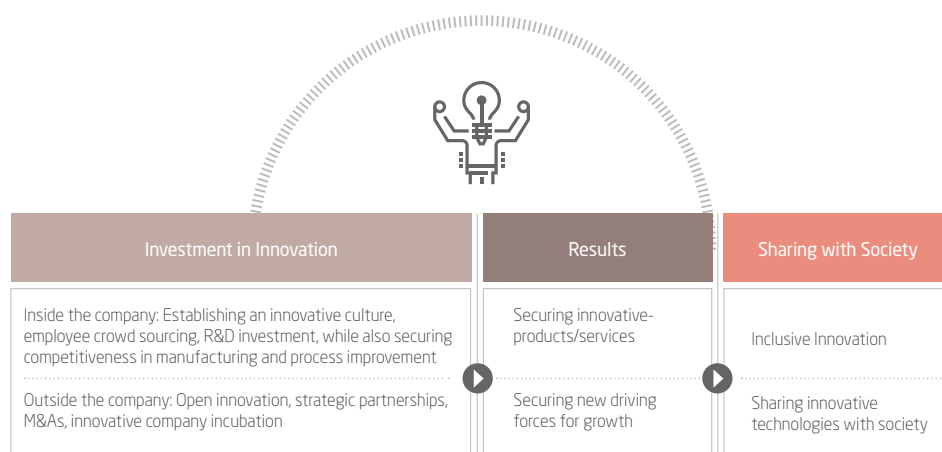 Investment in Innovation
Results
Sharing with Society
Inside the company: Establishing an innovative culture,
employee crowd sourcing, R&D investment, while also securing
competitiveness in manufacturing and process improvement
Outside the company: Open innovation, strategic partnerships,
M&As, innovative company incubation
Securing innovative-
products/services
Securing new driving
forces for growth
Inclusive Innovation
Sharing innovative
technologies with society